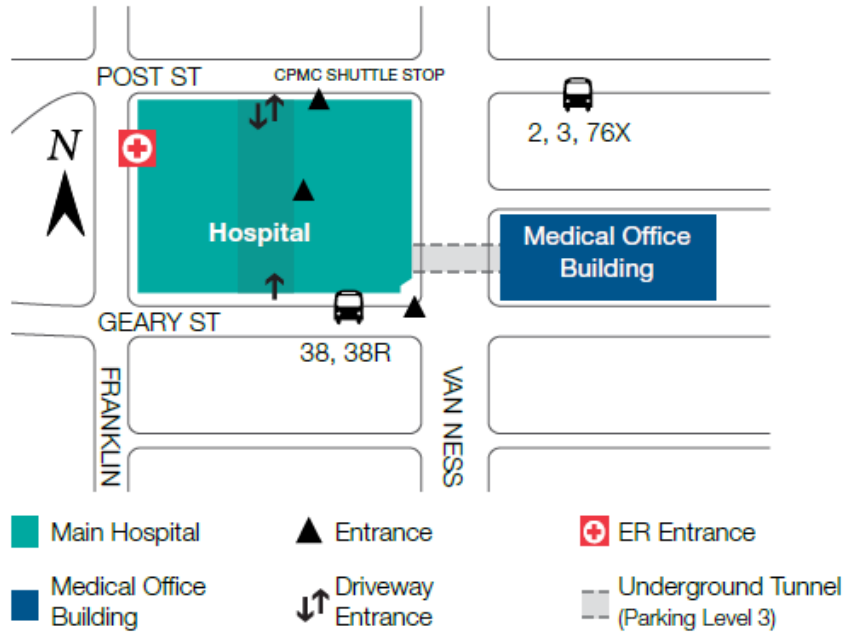 POST ST
CPMC SHUTTLE STOP
N
2, 3, 76X
Hospital
Medical Office
Building
GEARY ST
38, 38R
FRANKLIN
VAN NESS
Main Hospital
Entrance
ER Entrance
Medical Office
Building
Driveway
Entrance
Underground Tunnel
(Parking Level 3)